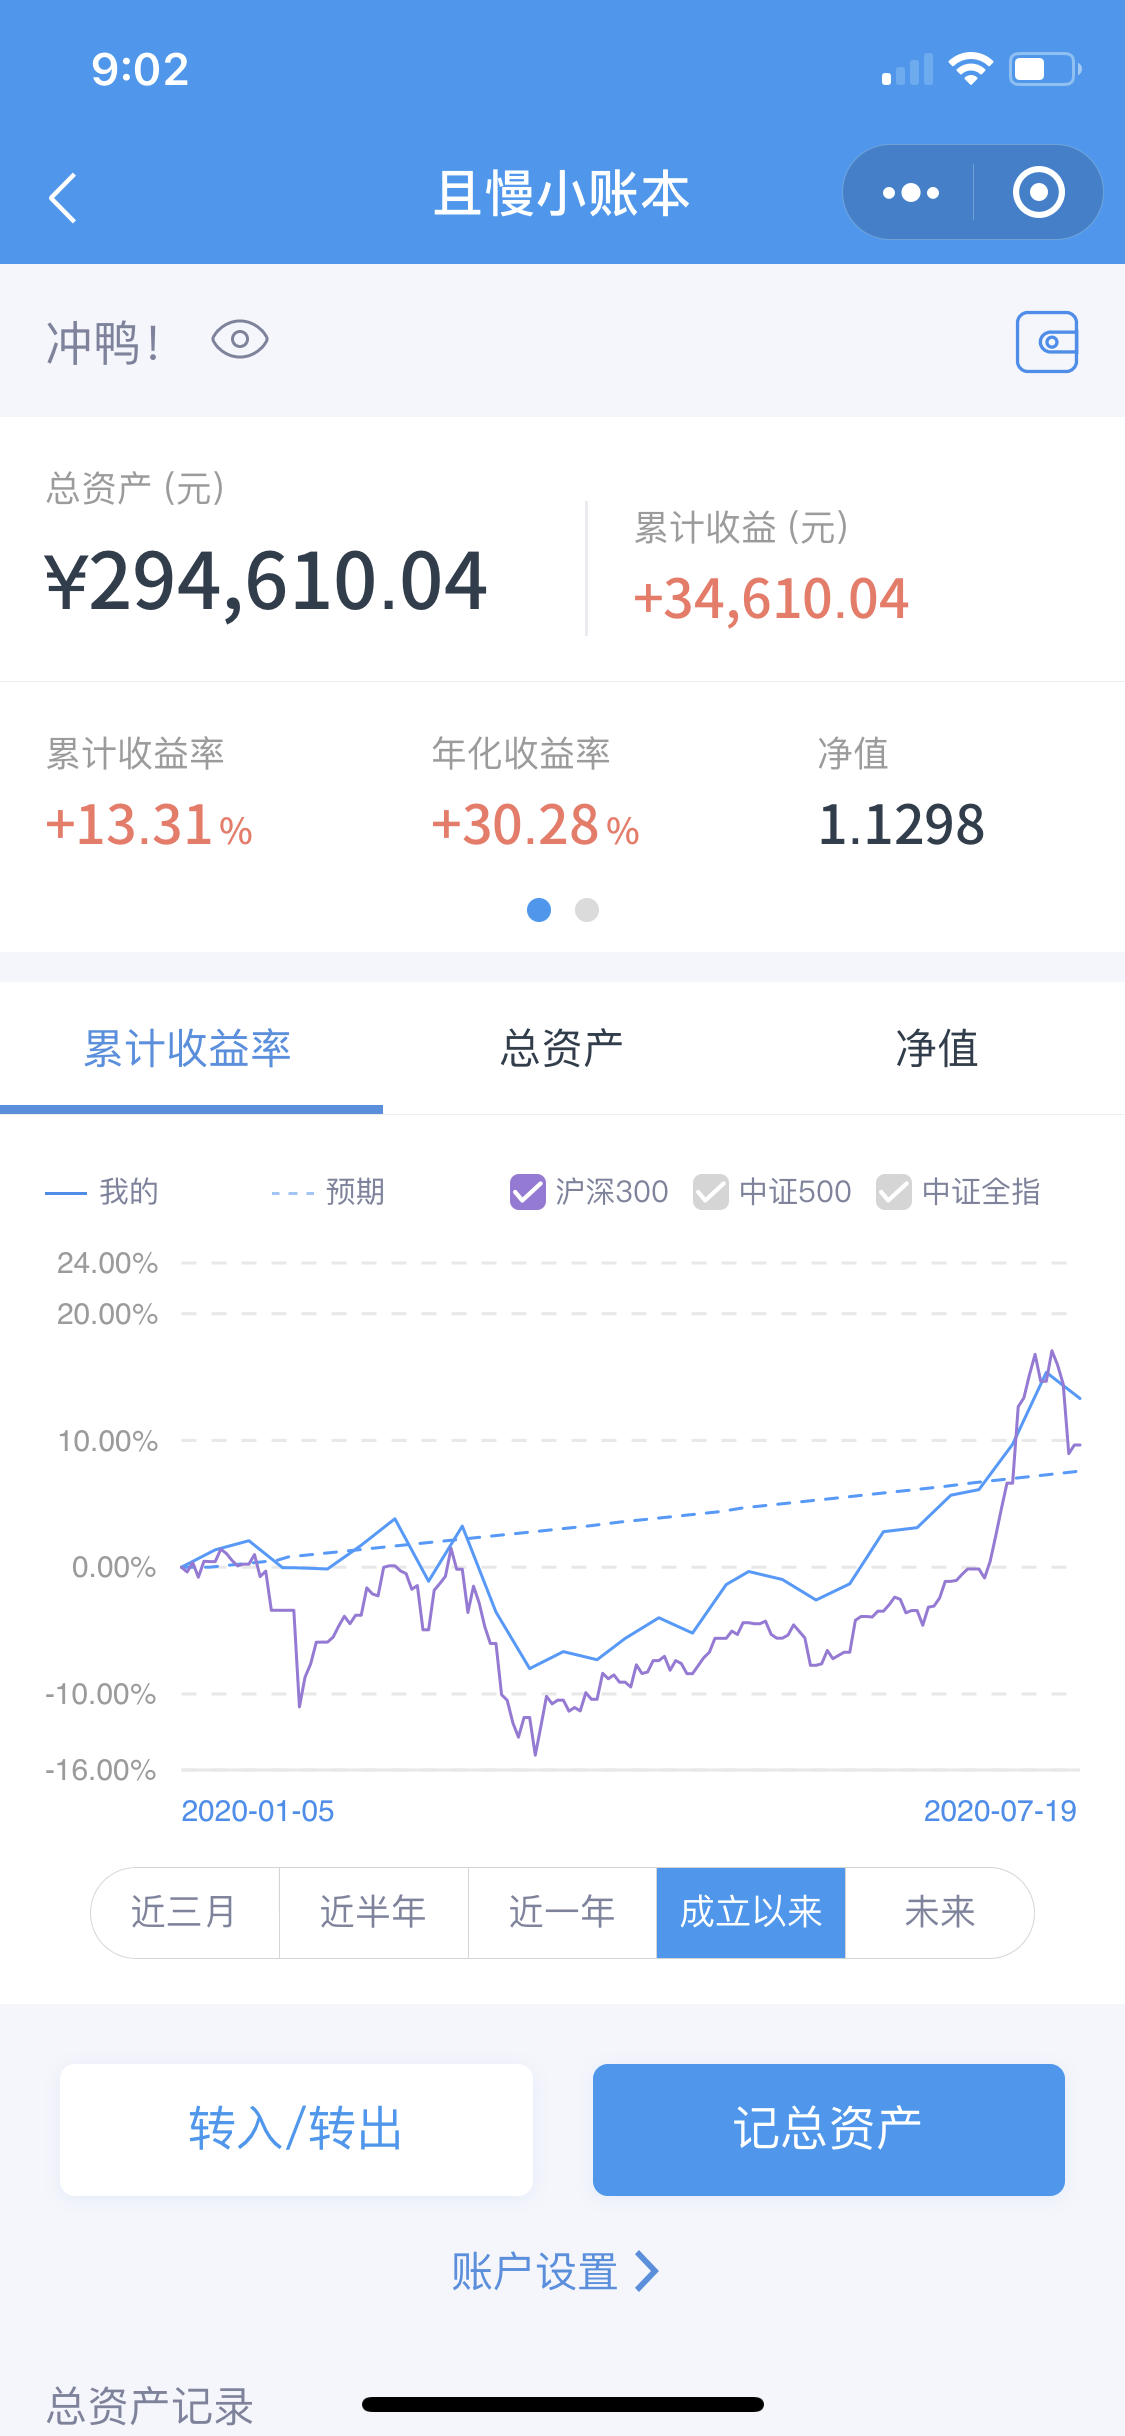 9:02
且慢小账本
冲鸭!
总资产 (元)
¥294,610.04
累计收益 (元)
+34,610.04
累计收益率 年化收益率 净值
+13.31% +30.28% 1.1298
累计收益率 总资产 净值
我的 预期 沪深300 中证500 中证全指
24.00%
20.00%
10.00%
0.00%
-10.00%
-16.00%
2020-01-05 2020-07-19
近三月 近半年 近一年 成立以来 未来
转入/转出 记总资产
账户设置
总资产记录